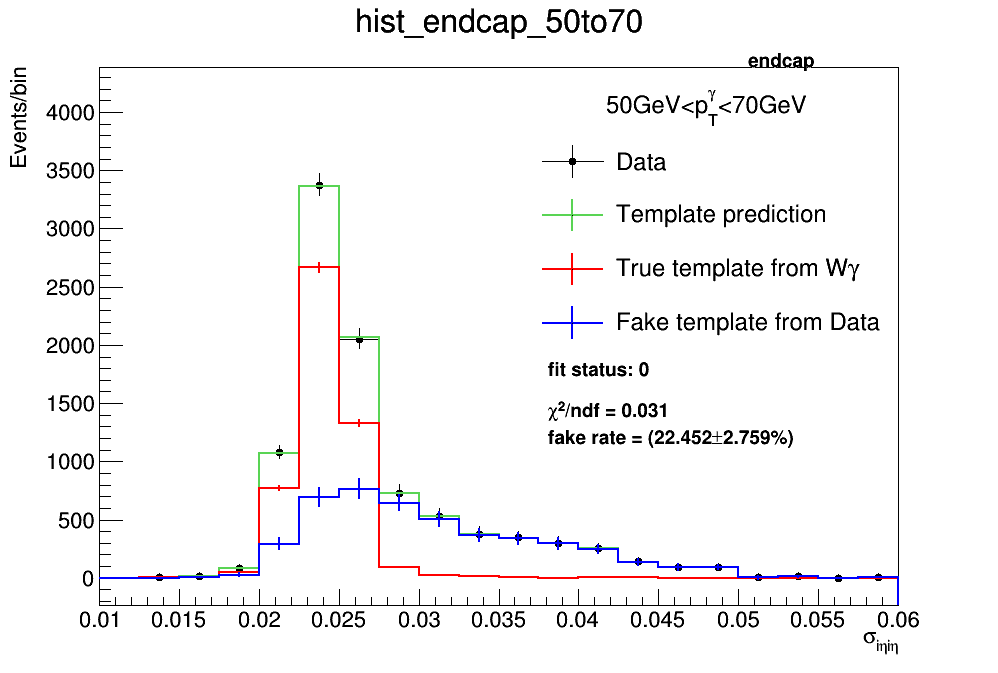 hist_endcap_50to70
endcap
Events/bin
50GeV<p_T^γ<70GeV
Data
Template prediction
True template from Wγ
Fake template from Data
fit status: 0
χ²/ndf = 0.031
fake rate = (22.452±2.759%)
4000
3500
3000
2500
2000
1500
1000
500
0
0.01 0.015 0.02 0.025 0.03 0.035 0.04 0.045 0.05 0.055 0.06
σ_iηiη